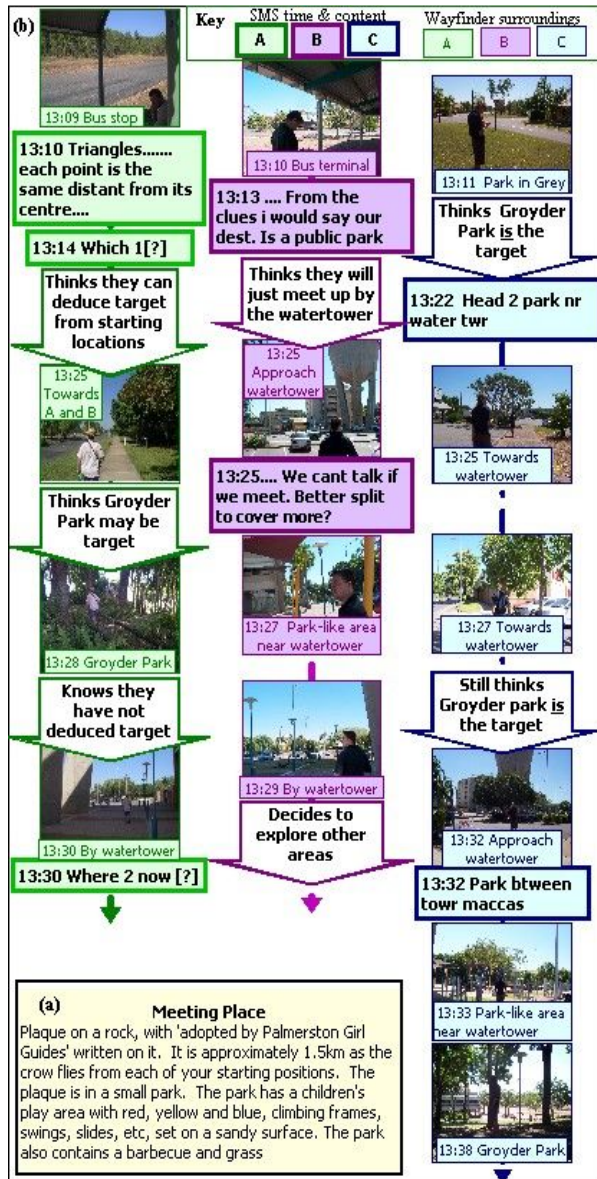 (b)
Key
SMS time & content
A
B
C
Wayfinder surroundings
A
B
C
13:09 Bus stop
13:10 Triangles.......
each point is the
same distant from its
centre....
13:14 Which 1[?]
Thinks they can
deduce target
from starting
locations
13:25
Towards
A and B
Thinks Groyder
Park may be
target
13:28 Groyder Park
Knows they
have not
deduced target
13:30 By watertower
13:30 Where 2 now [?]
13:10 Bus terminal
13:13 .... From the
clues i would say our
dest. Is a public park
Thinks they will
just meet up by
the watertower
13:25
Approach
watertower
13:25.... We cant talk if
we meet. Better split
to cover more?
13:27 Park-like area
near watertower
13:29 By watertower
Decides to
explore other
areas
13:11 Park in Grey
Thinks Groyder
Park is the
target
13:22 Head 2 park nr
water twr
13:25 Towards
watertower
13:27 Towards
watertower
Still thinks
Groyder park is
the target
13:32 Approach
watertower
13:32 Park btween
towr maccas
13:33 Park-like area
near watertower
13:38 Groyder Park
(a)
Meeting Place
Plaque on a rock, with 'adopted by Palmerston Girl
Guides' written on it. It is approximately 1.5km as the
crow flies from each of your starting positions. The
plaque is in a small park. The park has a children's
play area with red, yellow and blue, climbing frames,
swings, slides, etc, set on a sandy surface. The park
also contains a barbecue and grass